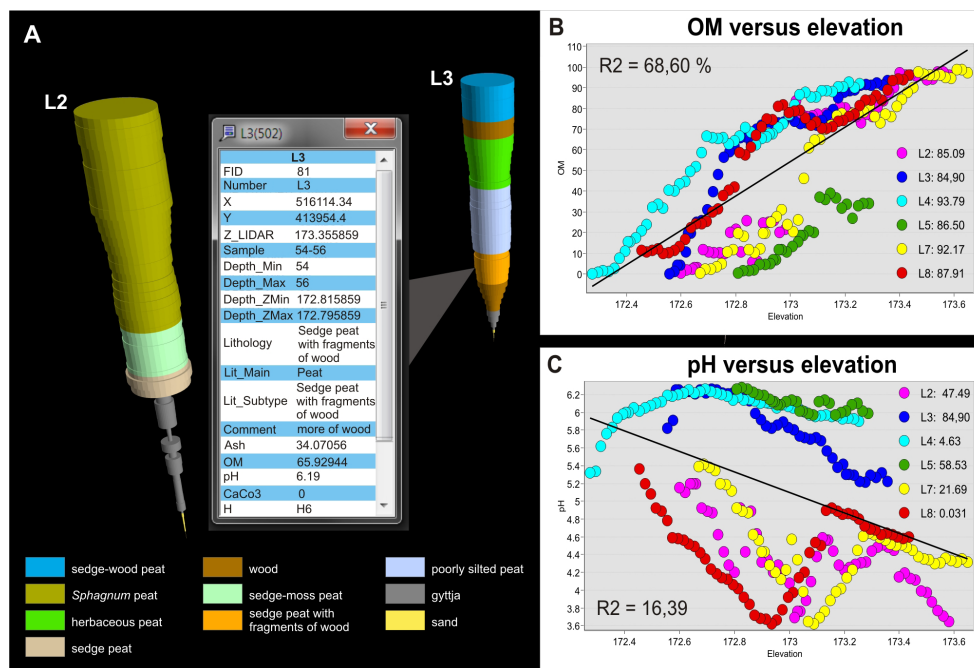 A
L2
L3
L3(502)
X
L3
FID 81
Number L3
X 516114.34
Y 413954.4
Z_LIDAR 173.355859
Sample 54-56
Depth_Min 54
Depth_Max 56
Depth_ZMin 172.815859
Depth_ZMax 172.795859
Lithology Sedge peat
with fragments
of wood
Lit_Main Peat
Lit_Subtype Sedge peat
with fragments
of wood
Comment more of wood
Ash 34.07056
OM 65.92944
pH 6.19
CaCo3 0
H H6
sedge-wood peat
Sphagnum peat
herbaceous peat
sedge peat
wood
sedge-moss peat
sedge peat with
fragments of wood
poorly silted peat
gyttja
sand
B
OM versus elevation
R2 = 68,60 %
110
100
90
80
70
60
50
40
30
20
10
0
OM
172.4 172.6 172.8 173 173.2 173.4 173.6
Elevation
L2: 85.09
L3: 84,90
L4: 93.79
L5: 86.50
L7: 92.17
L8: 87.91
C
pH versus elevation
6.2
5.8
5.4
5
4.8
4.6
4.4
4.2
4
3.8
3.6
pH
172.4 172.6 172.8 173 173.2 173.4 173.6
Elevation
L2: 47.49
L3: 84,90
L4: 4.63
L5: 58.53
L7: 21.69
L8: 0.031
R2 = 16,39